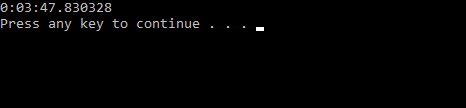 0:03:47.830328
Press any key to continue . . .